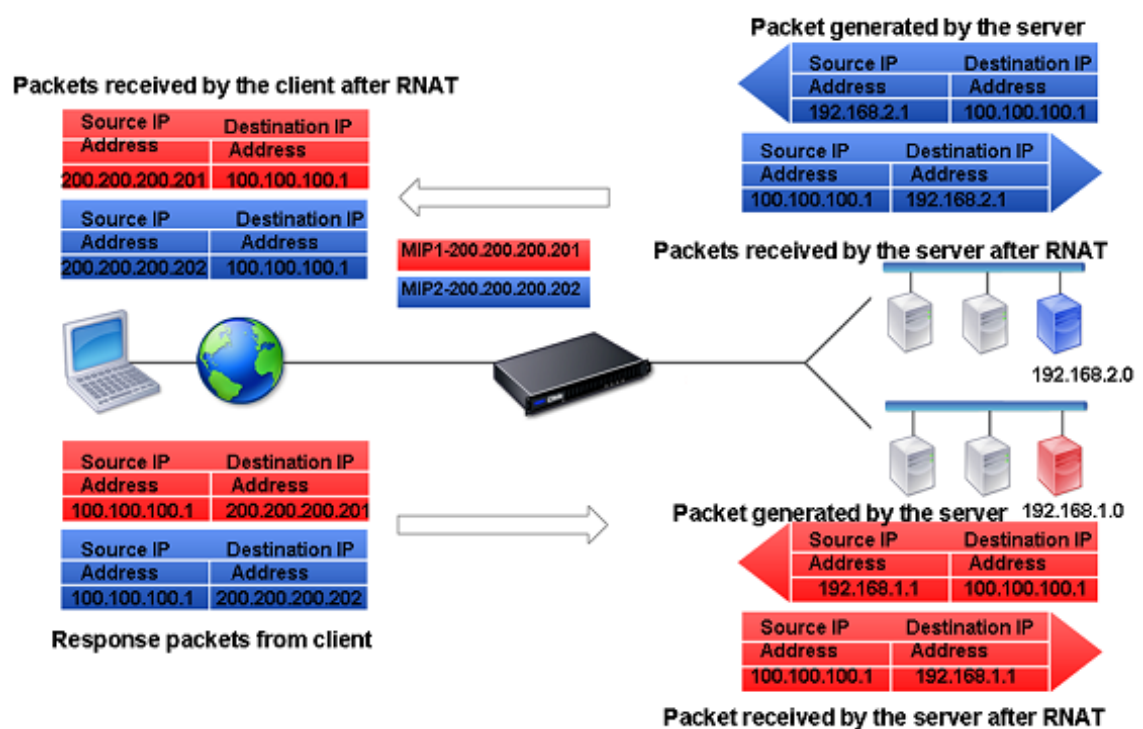 Packet generated by the server
Source IP Destination IP
Address Address
192.168.2.1 100.100.100.1
Source IP Destination IP
Address Address
100.100.100.1 192.168.2.1
Packets received by the server after RNAT
Packets received by the client after RNAT
Source IP Destination IP
Address Address
200.200.200.201 100.100.100.1
Source IP Destination IP
Address Address
200.200.200.202 100.100.100.1
MIP1-200.200.200.201
MIP2-200.200.200.202
192.168.2.0
192.168.1.0
Source IP Destination IP
Address Address
100.100.100.1 200.200.200.201
Source IP Destination IP
Address Address
100.100.100.1 200.200.200.202
Response packets from client
Packet generated by the server
Source IP Destination IP
Address Address
192.168.1.1 100.100.100.1
Source IP Destination IP
Address Address
100.100.100.1 192.168.1.1
Packet received by the server after RNAT